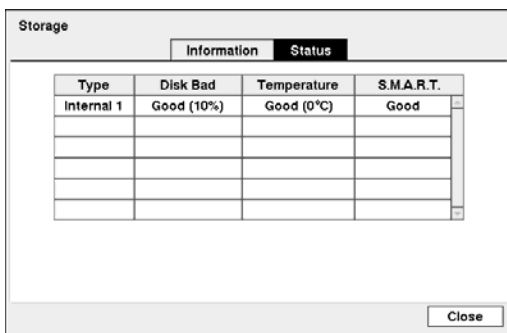 Storage
Information Status
Type Disk Bad Temperature S.M.A.R.T.
Internal 1 Good (10%) Good (0°C) Good
Close